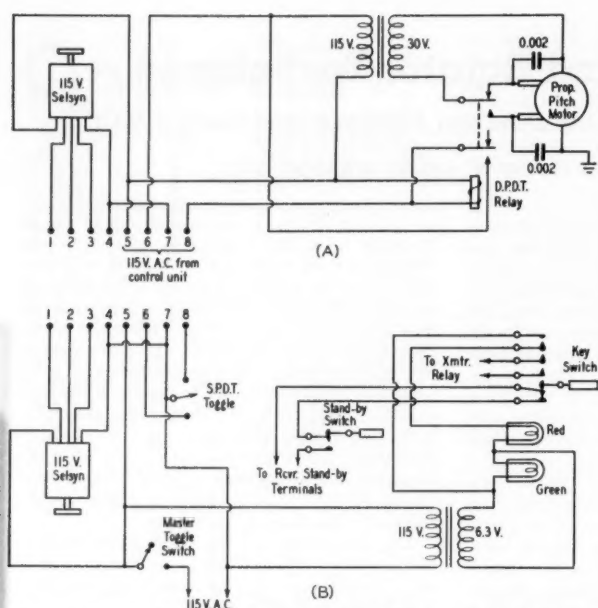 115 V.
Selsyn
115 V.
30 V.
0.002
Prop.
Pitch
Motor
0.002
D.P.D.T.
Relay
1 2 3 4 5 6 7 8
115 V. A.C. from
control unit
(A)
1 2 3 4 5 6 7 8
S.P.D.T.
Toggle
To Xmtr.
Relay
Key
Switch
Stand-by
Switch
Red
To Rcvr. Stand-by
Terminals
Green
115 V.
Selsyn
Master
Toggle
Switch
115 V.
6.3 V.
115 V. A.C.
(B)